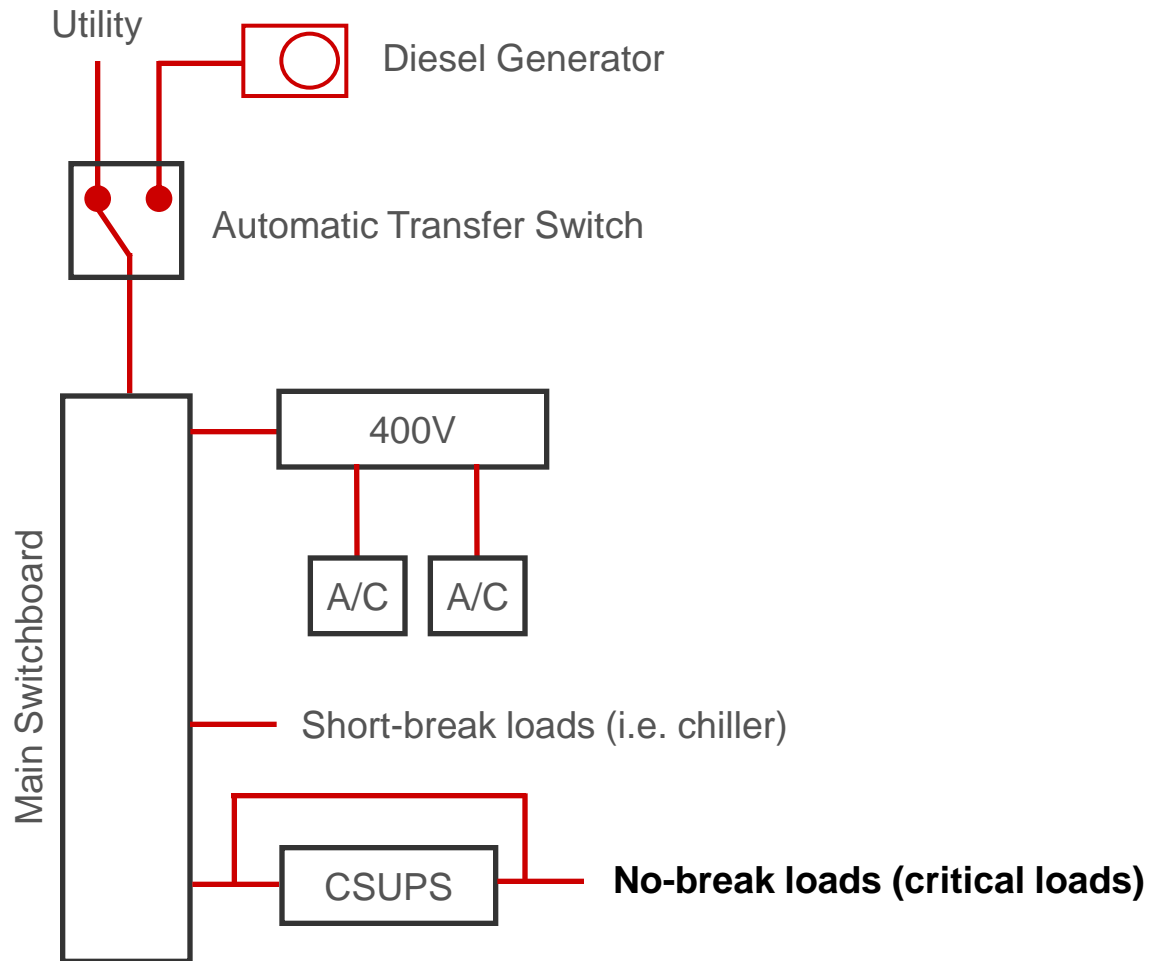 Utility
Diesel Generator
Automatic Transfer Switch
400V
A/C
A/C
Main Switchboard
Short-break loads (i.e. chiller)
CSUPS
No-break loads (critical loads)